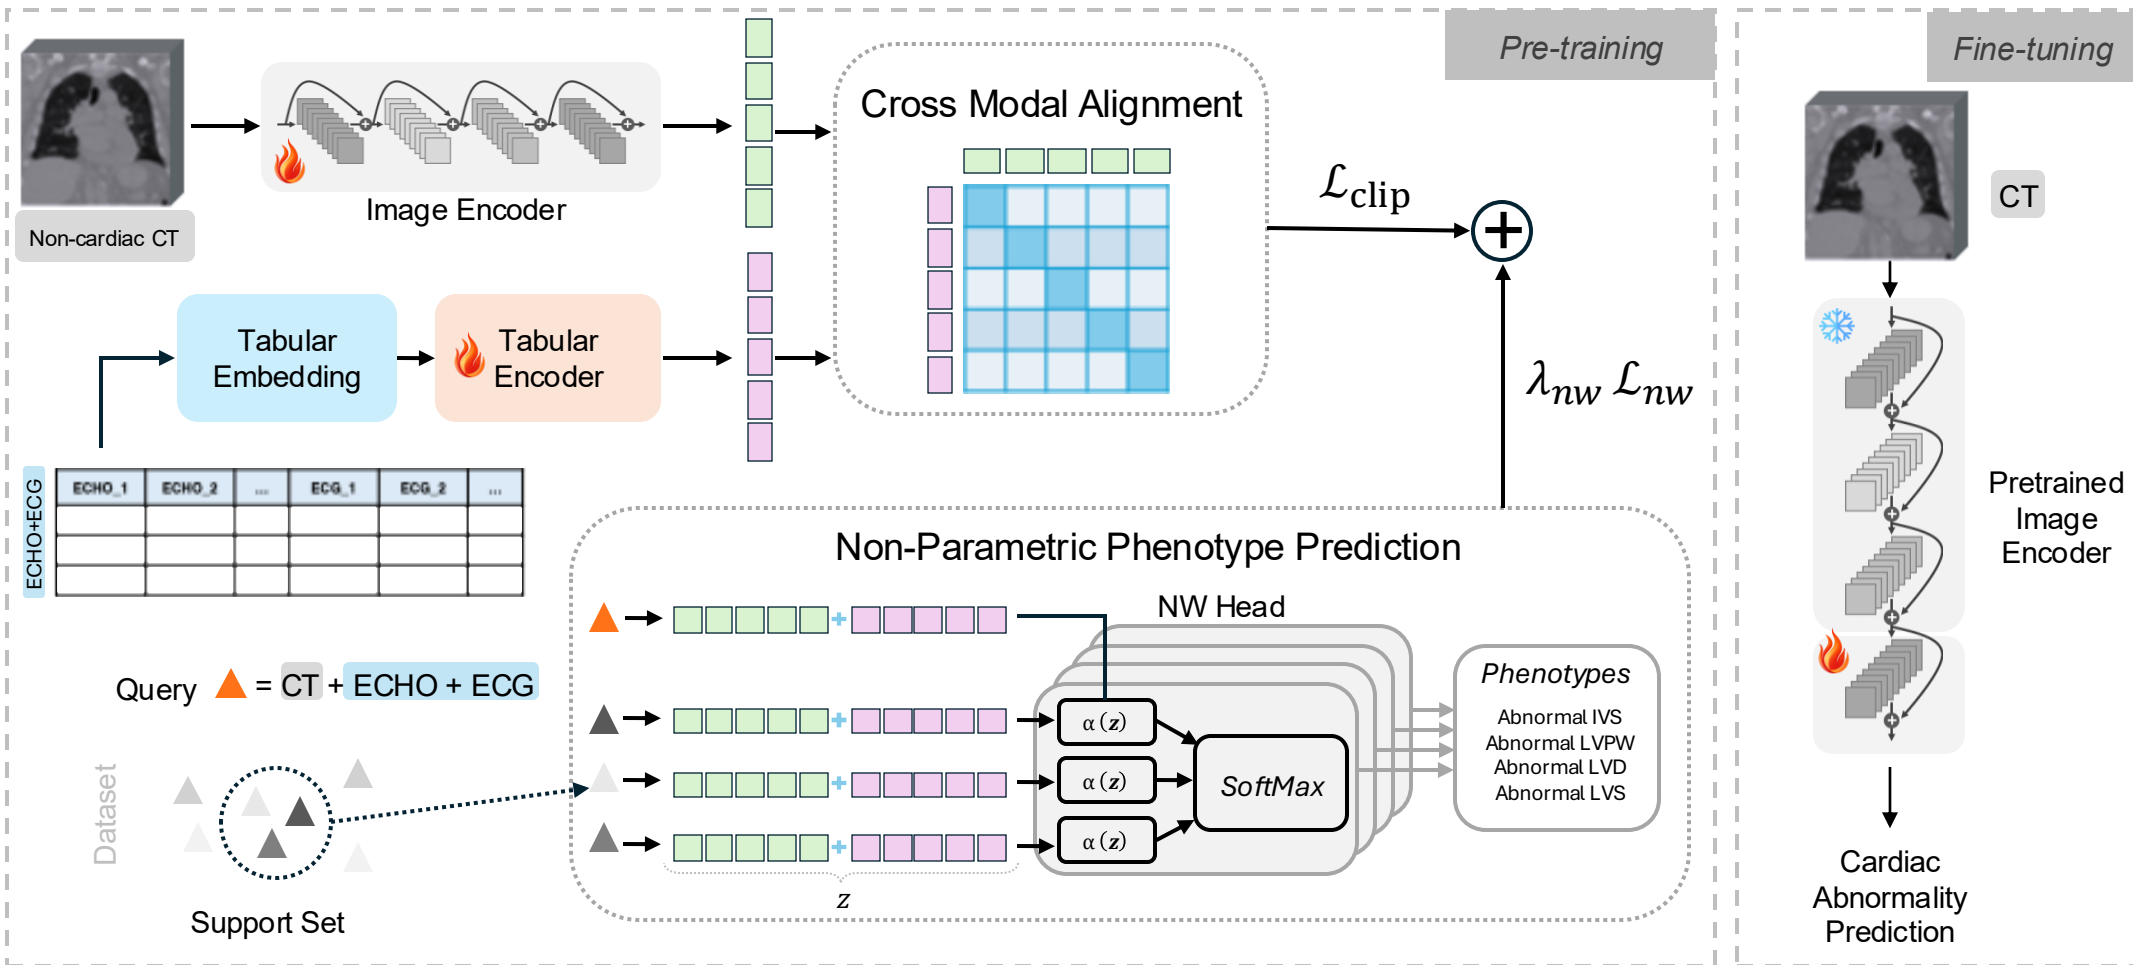 Pre-training
Fine-tuning
Non-cardiac CT
Image Encoder
Cross Modal Alignment
ℒclip
+
λnw ℒnw
Tabular
Embedding
Tabular
Encoder
ECHO+ECG
ECHO_1 ECHO_2 .... ECG_1 ECG_2 ...
Query = CT + ECHO + ECG
Dataset
Support Set
Non-Parametric Phenotype Prediction
NW Head
α(z)
α(z)
α(z)
SoftMax
z
Phenotypes
Abnormal IVS
Abnormal LVPW
Abnormal LVD
Abnormal LVS
CT
Pretrained
Image
Encoder
Cardiac
Abnormality
Prediction